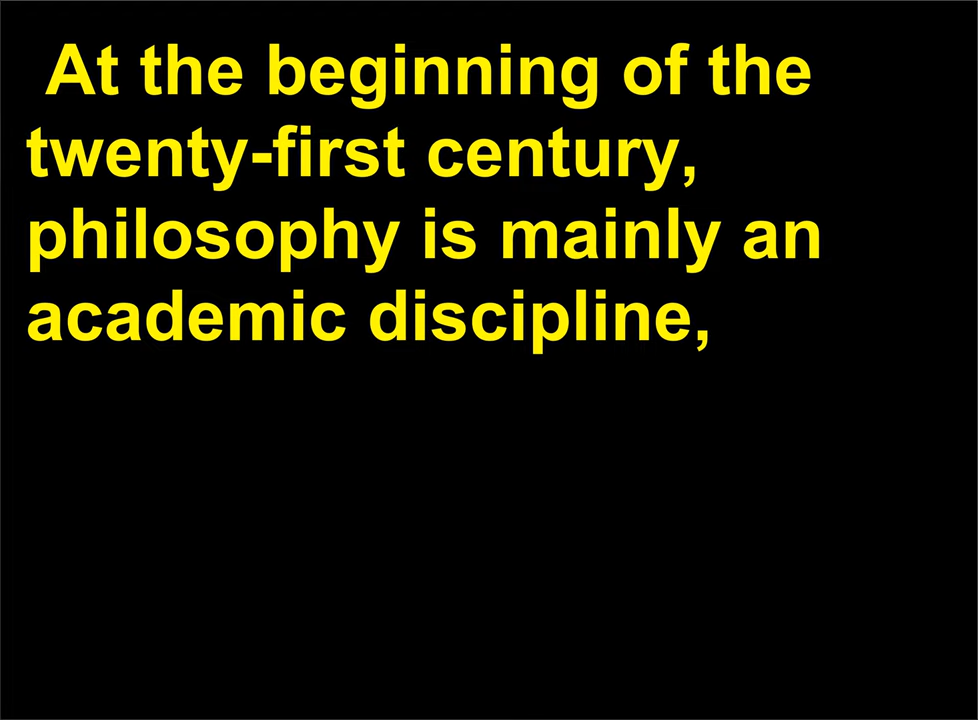 At the beginning of the
twenty-first century,
philosophy is mainly an
academic discipline,